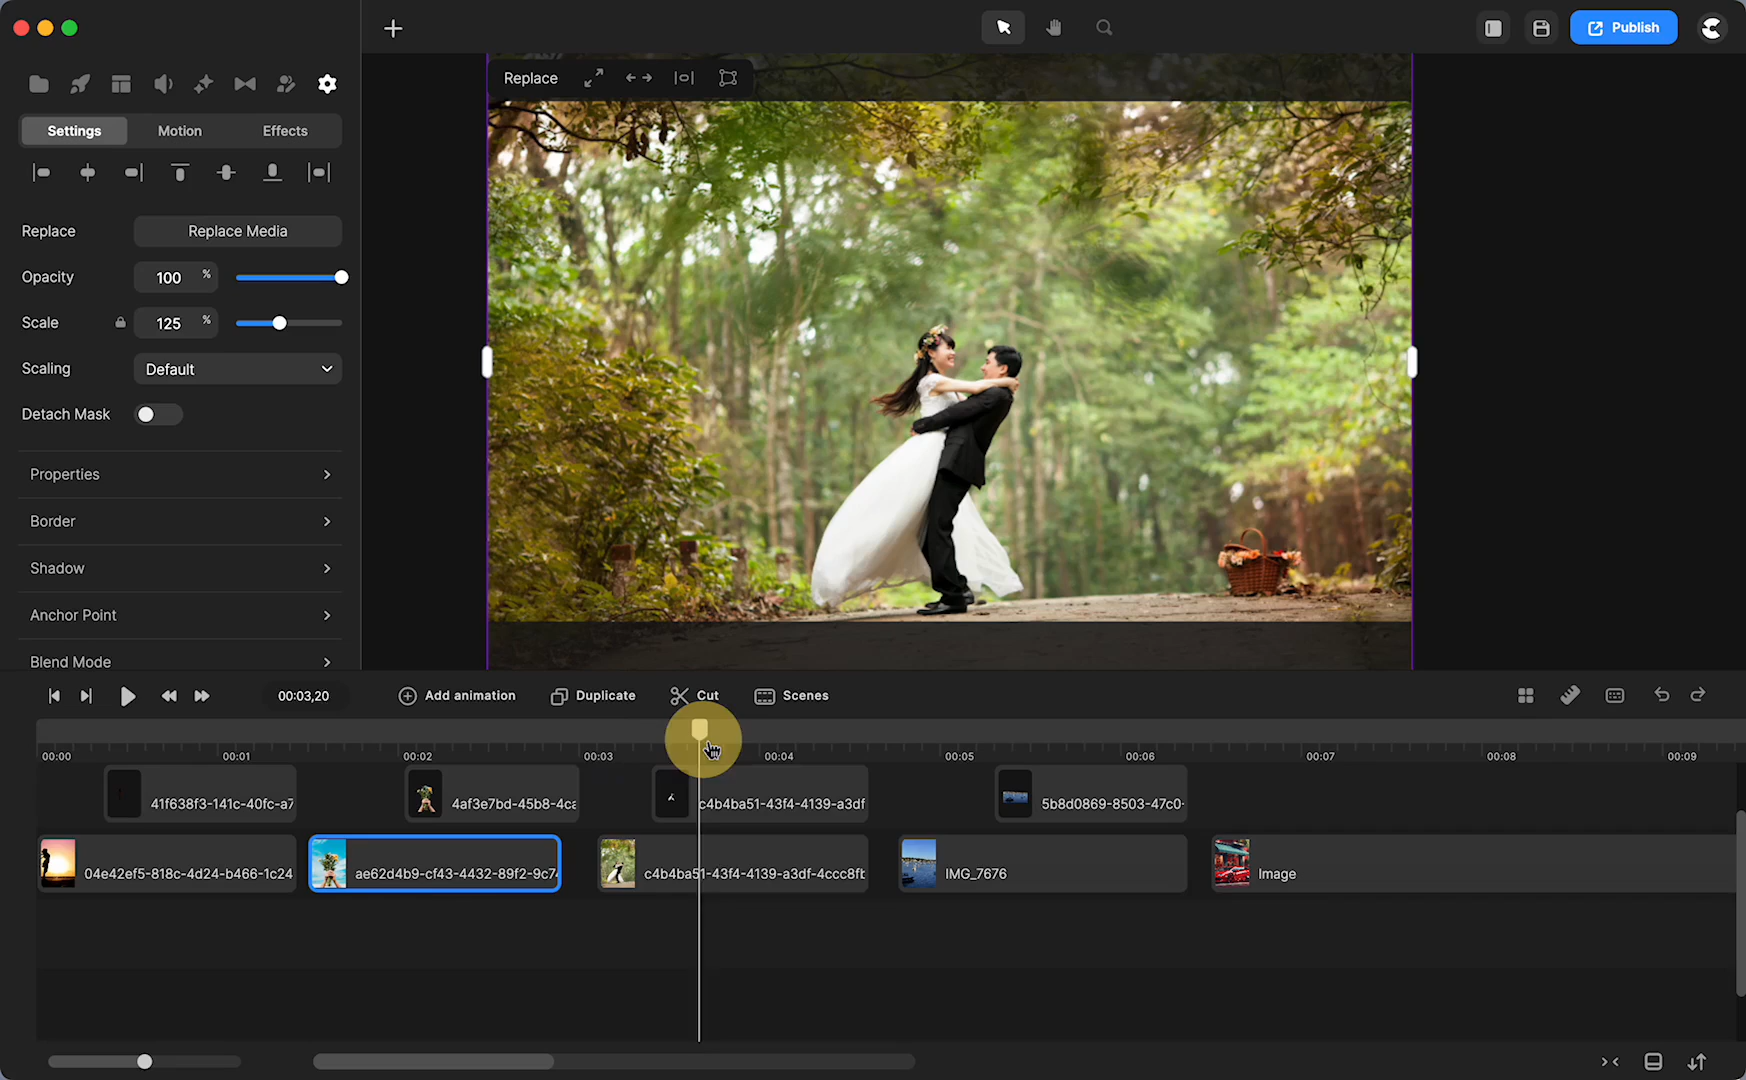 Publish
Replace
Settings
Motion
Effects
Replace
Replace Media
Opacity
100 %
Scale
125 %
Scaling
Default
Detach Mask
Properties
Border
Shadow
Anchor Point
Blend Mode
00:03,20
Add animation
Duplicate
Cut
Scenes
00:00
00:01
00:02
00:03
00:04
00:05
00:06
00:07
00:08
00:09
41f638f3-141c-40fc-a7
4af3e7bd-45b8-4ca
c4b4ba51-43f4-4139-a3df
5b8d0869-8503-47c0-
04e42ef5-818c-4d24-b466-1c24
ae62d4b9-cf43-4432-89f2-9c7
c4b4ba51-43f4-4139-a3df-4ccc8ft
IMG_7676
Image